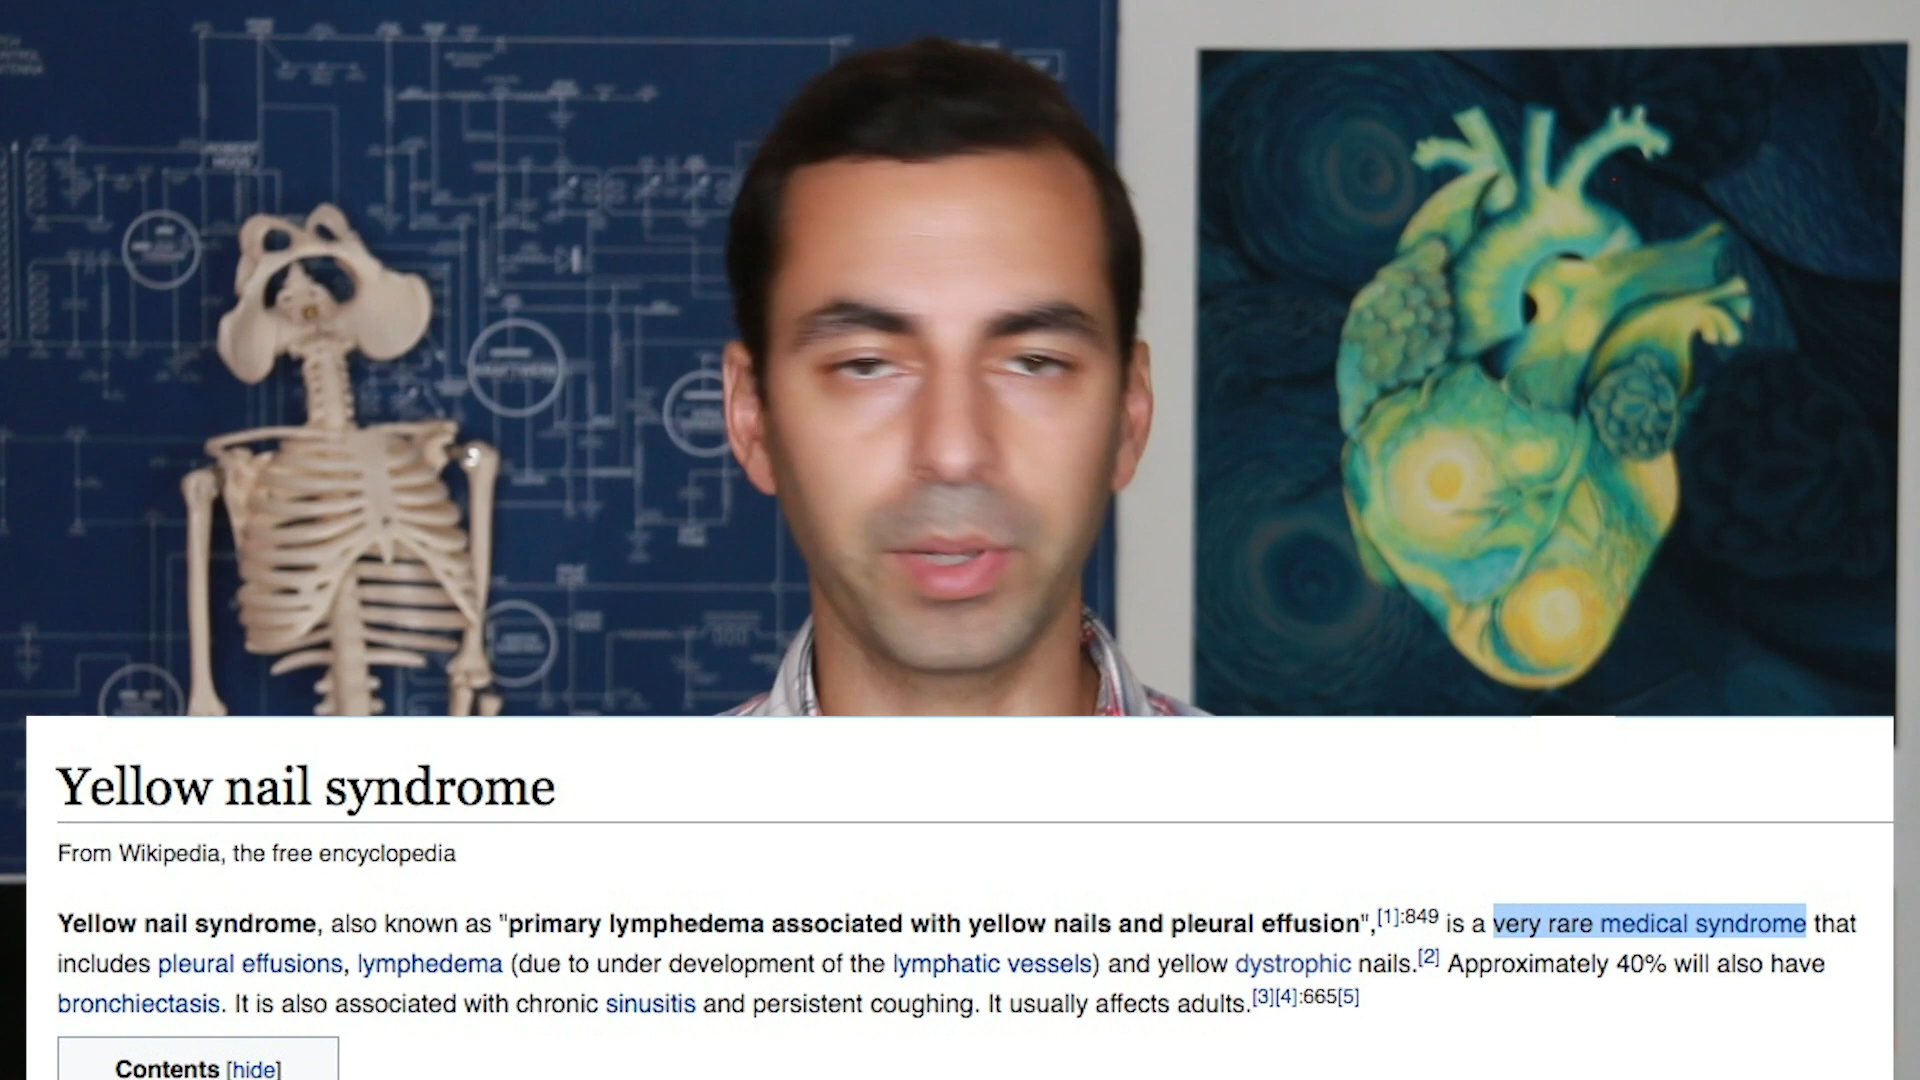 Yellow nail syndrome
From Wikipedia, the free encyclopedia
Yellow nail syndrome, also known as "primary lymphedema associated with yellow nails and pleural effusion",[1]:849 is a very rare medical syndrome that
includes pleural effusions, lymphedema (due to under development of the lymphatic vessels) and yellow dystrophic nails.[2] Approximately 40% will also have
bronchiectasis. It is also associated with chronic sinusitis and persistent coughing. It usually affects adults.[3][4]:665[5]
Contents [hide]